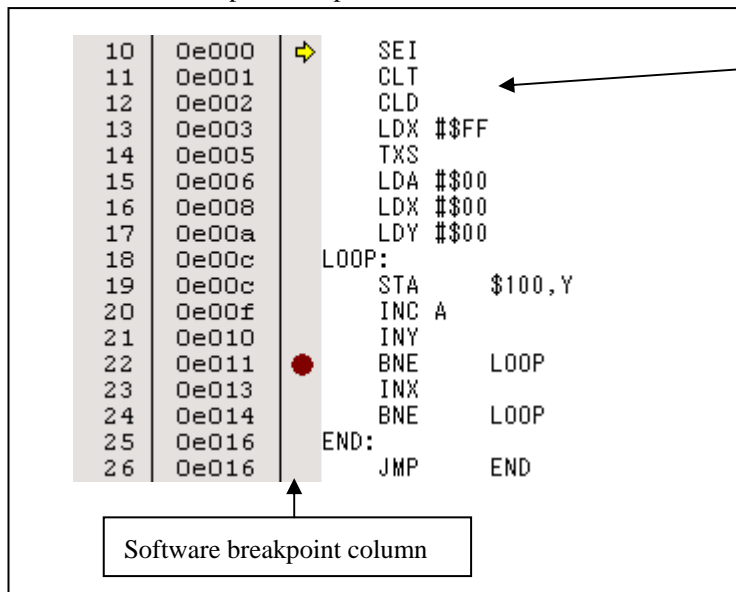 10 0e000 SEI
11 0e001 CLT
12 0e002 CLD
13 0e003 LDX #$FF
14 0e005 TXS
15 0e006 LDA #$00
16 0e008 LDX #$00
17 0e00a LDY #$00
18 0e00c LOOP:
19 0e00c STA $100,Y
20 0e00f INC A
21 0e010 INY
22 0e011 BNE LOOP
23 0e013 INX
24 0e014 BNE LOOP
25 0e016 END:
26 0e016 JMP END
Software breakpoint column